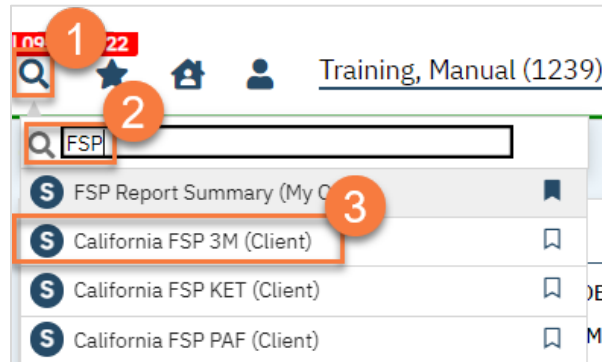 1
22
Training, Manual (1239)
2
FSP
S FSP Report Summary (My
3
S California FSP 3M (Client)
S California FSP KET (Client)
S California FSP PAF (Client)